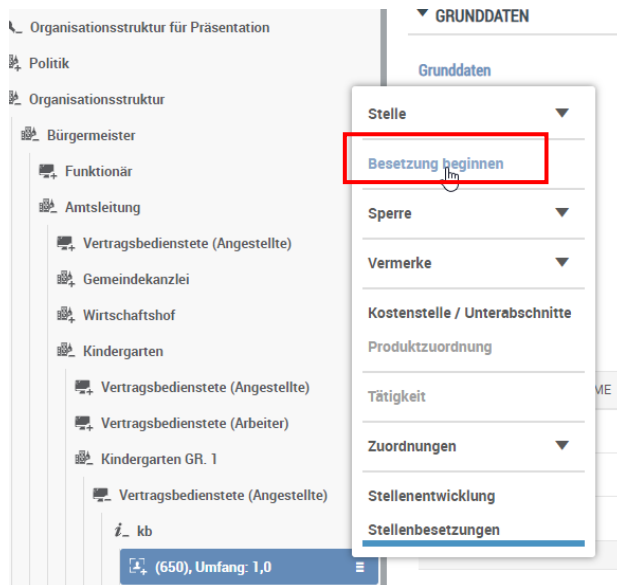 Organisationsstruktur für Präsentation
Politik
Organisationsstruktur
Bürgermeister
Funktionär
Amtsleitung
Vertragsbedienstete (Angestellte)
Gemeindekanzlei
Wirtschaftshof
Kindergarten
Vertragsbedienstete (Angestellte)
Vertragsbedienstete (Arbeiter)
Kindergarten GR. 1
Vertragsbedienstete (Angestellte)
kb
(650), Umfang: 1,0
GRUNDDATEN
Grunddaten
Stelle
Besetzung beginnen
Sperre
Vermerke
Kostenstelle / Unterabschnitte
Produktzuordnung
Tätigkeit
Zuordnungen
Stellenentwicklung
Stellenbesetzungen
ME